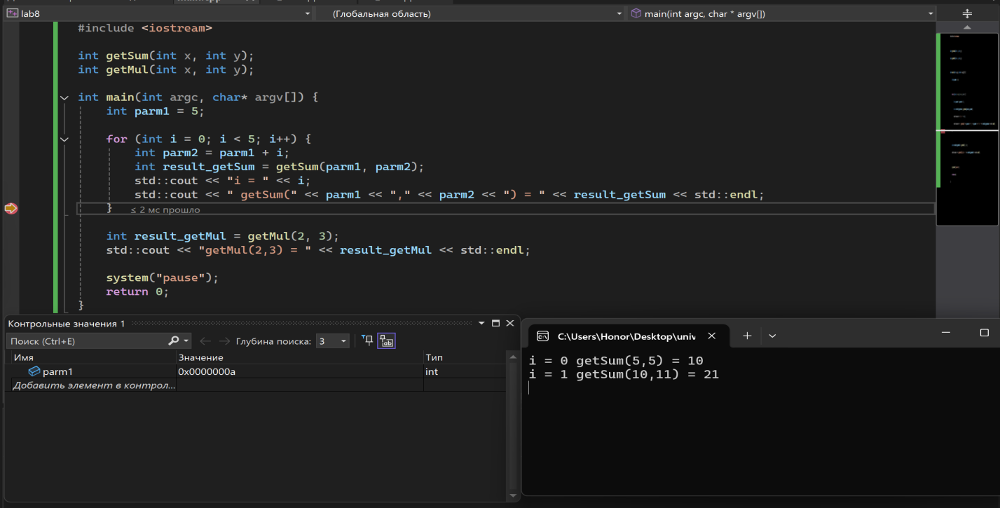 lab8 (Глобальная область) main(int argc, char * argv[])
#include <iostream>
int getSum(int x, int y);
int getMul(int x, int y);
int main(int argc, char* argv[]) {
int parm1 = 5;
for (int i = 0; i < 5; i++) {
int parm2 = parm1 + i;
int result_getSum = getSum(parm1, parm2);
std::cout << "i = " << i;
std::cout << " getSum(" << parm1 << "," << parm2 << ") = " << result_getSum << std::endl;
} ≤ 2 мс прошло
int result_getMul = getMul(2, 3);
std::cout << "getMul(2,3) = " << result_getMul << std::endl;
system("pause");
return 0;
}
Контрольные значения 1
Поиск (Ctrl+E) Глубина поиска: 3
Имя Значение Тип
parm1 0x0000000a int
Добавить элемент в контрол...
C:\Users\Honor\Desktop\univ
i = 0 getSum(5,5) = 10
i = 1 getSum(10,11) = 21